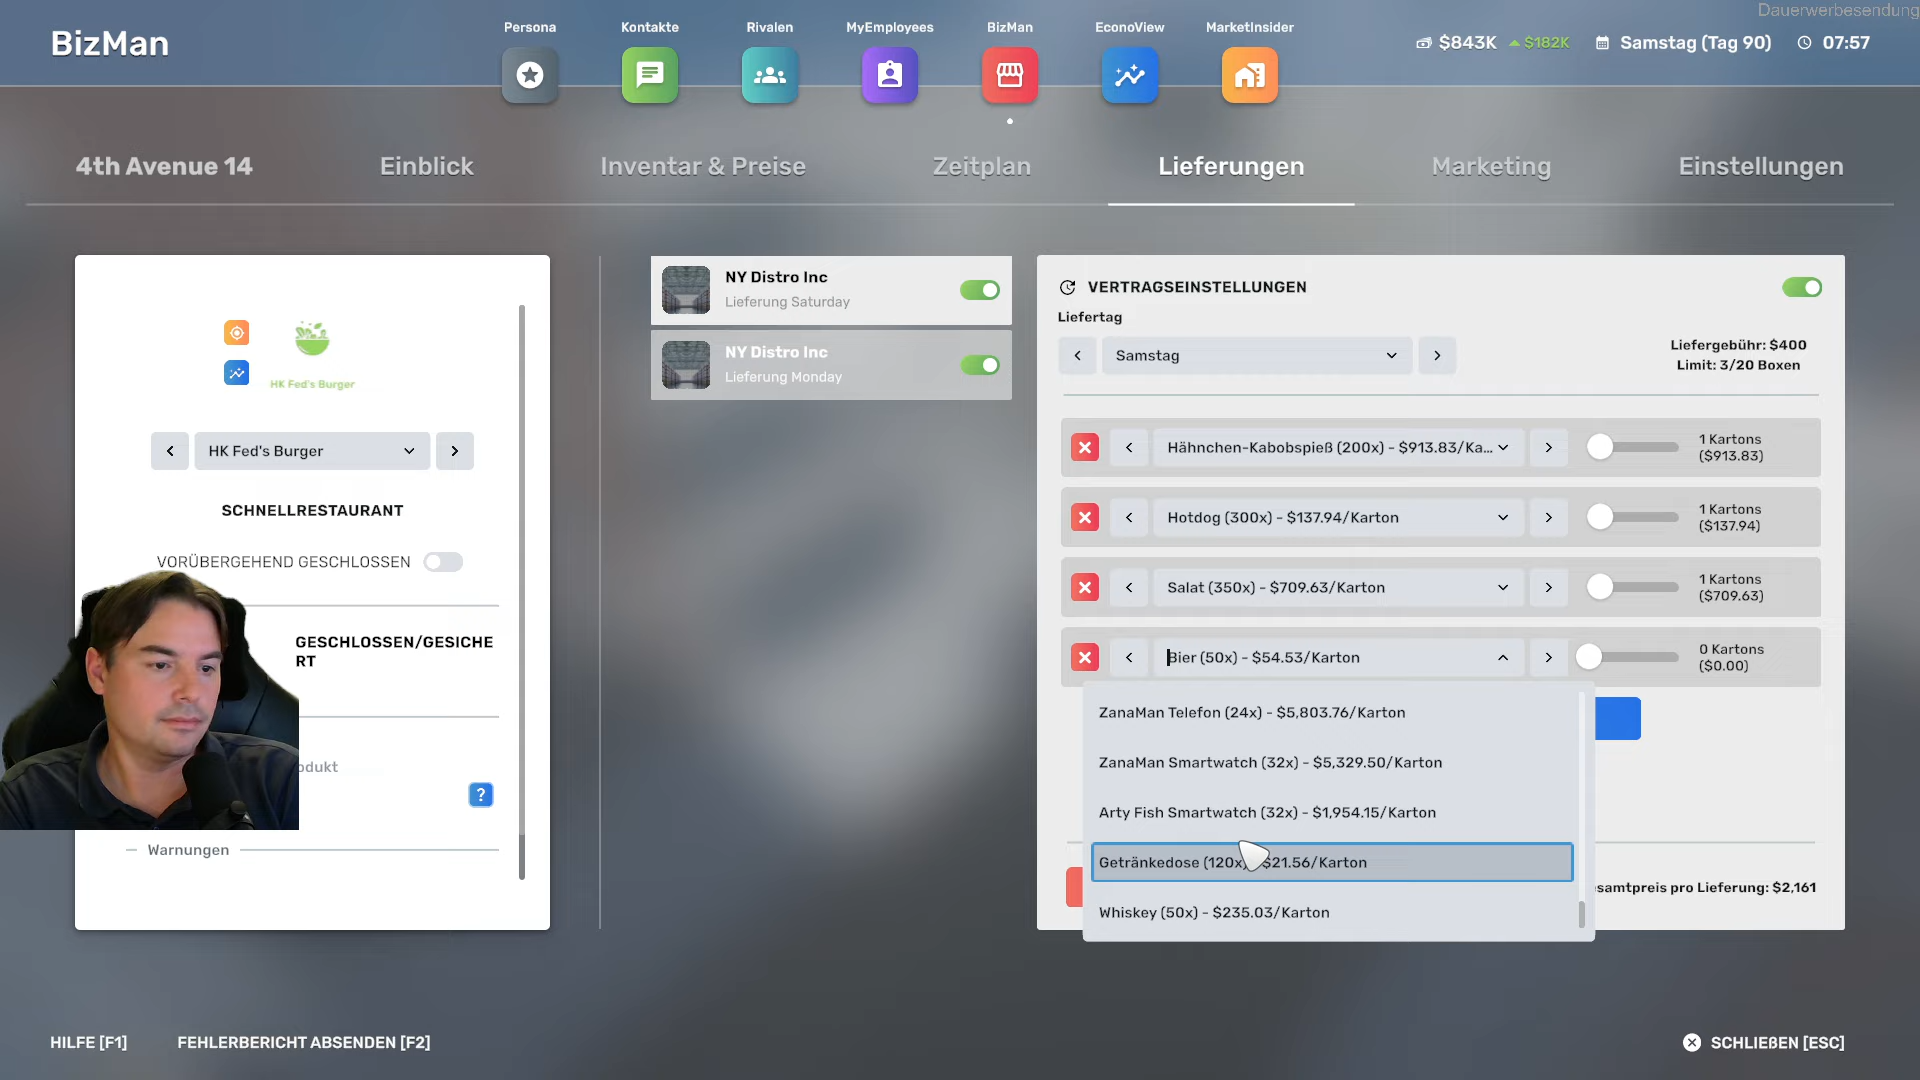 Dauerwerbesendung
BizMan
Persona
Kontakte
Rivalen
MyEmployees
BizMan
EconoView
MarketInsider
$843K
$182K
Samstag (Tag 90)
07:57
4th Avenue 14
Einblick
Inventar & Preise
Zeitplan
Lieferungen
Marketing
Einstellungen
HK Fed's Burger
HK Fed's Burger
SCHNELLRESTAURANT
VORÜBERGEHEND GESCHLOSSEN
GESCHLOSSEN/GESICHE
RT
odukt
?
Warnungen
NY Distro Inc
Lieferung Saturday
NY Distro Inc
Lieferung Monday
VERTRAGSEINSTELLUNGEN
Liefertag
Samstag
Liefergebühr: $400
Limit: 3/20 Boxen
Hähnchen-Kabobspieß (200x) - $913.83/Ka...
1 Kartons
($913.83)
Hotdog (300x) - $137.94/Karton
1 Kartons
($137.94)
Salat (350x) - $709.63/Karton
1 Kartons
($709.63)
Bier (50x) - $54.53/Karton
0 Kartons
($0.00)
ZanaMan Telefon (24x) - $5,803.76/Karton
ZanaMan Smartwatch (32x) - $5,329.50/Karton
Arty Fish Smartwatch (32x) - $1,954.15/Karton
Getränkedose (120x) $21.56/Karton
Whiskey (50x) - $235.03/Karton
samtpreis pro Lieferung: $2,161
HILFE [F1]
FEHLERBERICHT ABSENDEN [F2]
SCHLIEßEN [ESC]